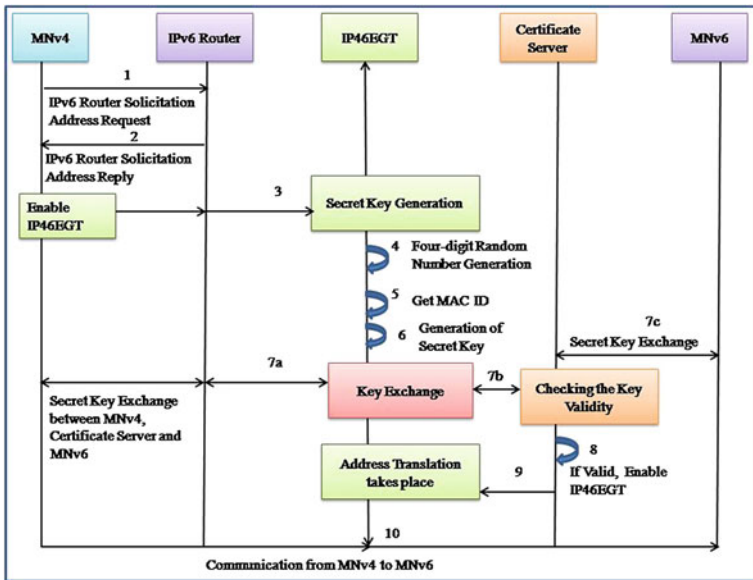 MNv4
IPv6 Router
IP46EGT
Certificate
Server
MNv6
1
IPv6 Router Solicitation
Address Request
2
IPv6 Router Solicitation
Address Reply
Enable
IP46EGT
3
Secret Key Generation
4 Four-digit Random
Number Generation
5 Get MAC ID
6 Generation of
Secret Key
7c
Secret Key Exchange
7a
Key Exchange
7b
Checking the Key
Validity
Secret Key Exchange
between MNv4,
Certificate Server and
MNv6
8
If Valid, Enable
IP46EGT
9
Address Translation
takes place
10
Communication from MNv4 to MNv6